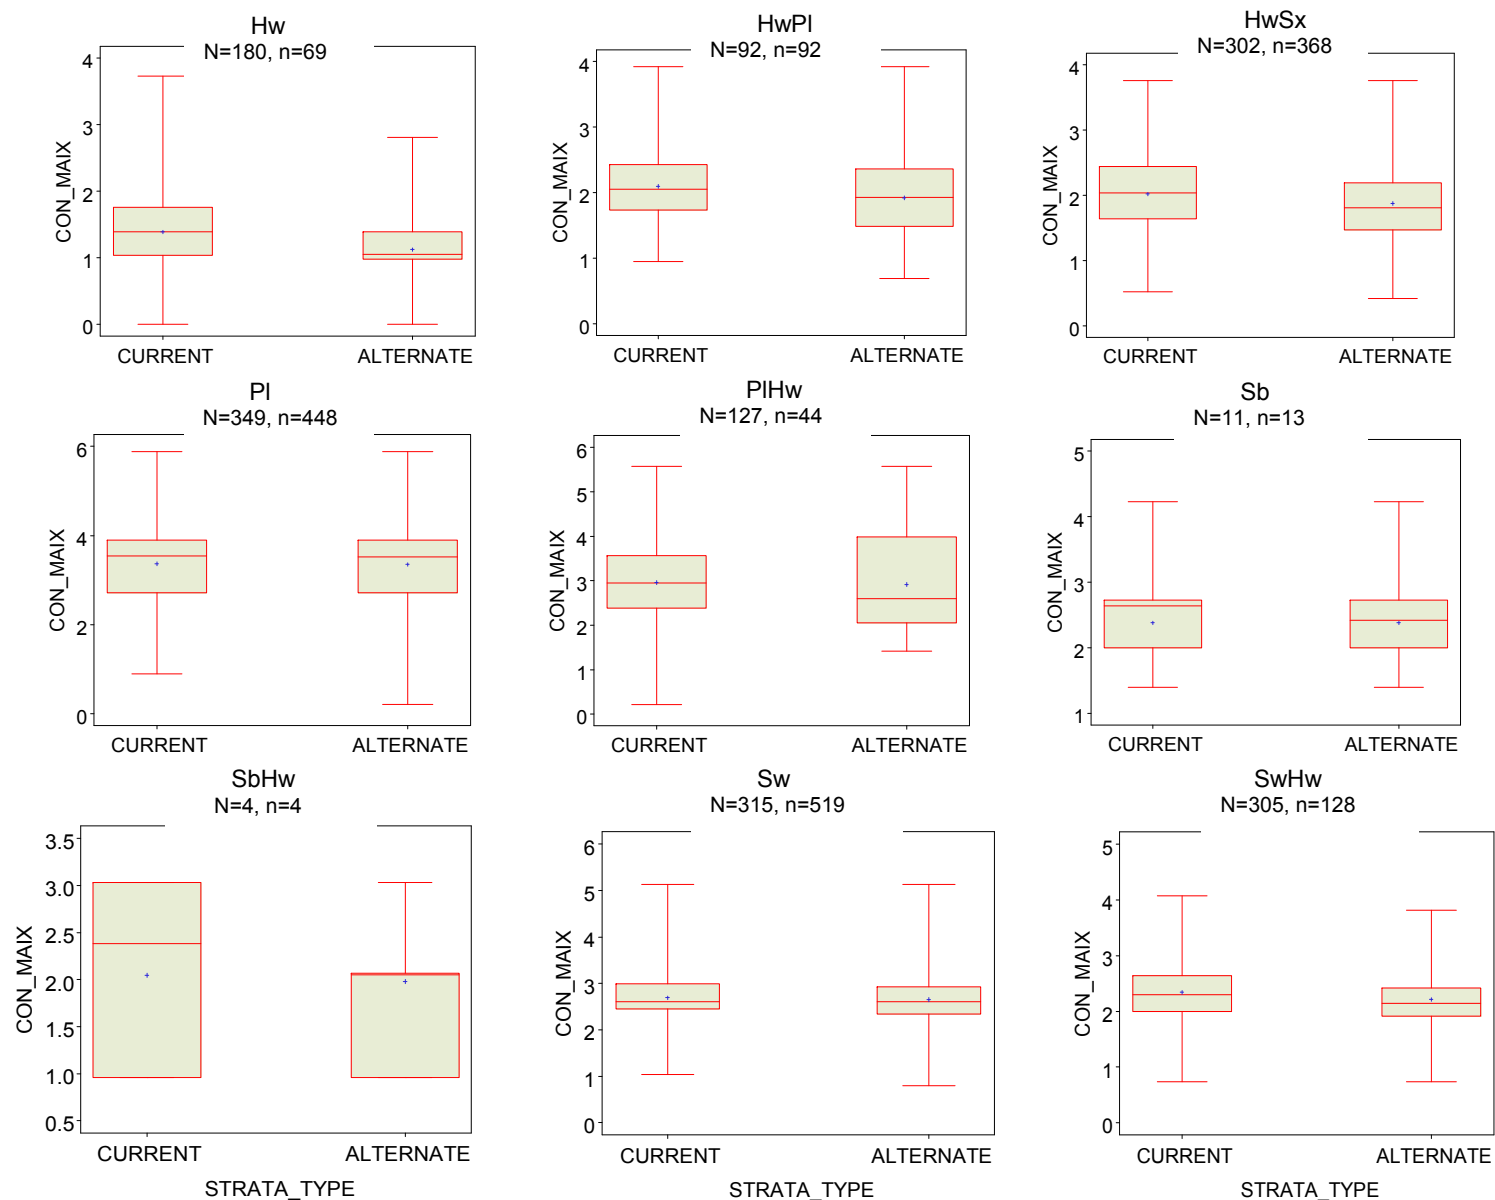 Hw
N=180, n=69
4
3
2
1
0
CON_MAIX
CURRENT ALTERNATE
HwPl
N=92, n=92
4
3
2
1
0
CON_MAIX
CURRENT ALTERNATE
HwSx
N=302, n=368
4
3
2
1
0
CON_MAIX
CURRENT ALTERNATE
Pl
N=349, n=448
6
4
2
0
CON_MAIX
CURRENT ALTERNATE
PlHw
N=127, n=44
6
5
4
3
2
1
0
CON_MAIX
CURRENT ALTERNATE
Sb
N=11, n=13
5
4
3
2
1
CON_MAIX
CURRENT ALTERNATE
SbHw
N=4, n=4
3.5
3.0
2.5
2.0
1.5
1.0
0.5
CON_MAIX
CURRENT ALTERNATE
STRATA_TYPE
Sw
N=315, n=519
6
5
4
3
2
1
0
CON_MAIX
CURRENT ALTERNATE
STRATA_TYPE
SwHw
N=305, n=128
5
4
3
2
1
0
CON_MAIX
CURRENT ALTERNATE
STRATA_TYPE